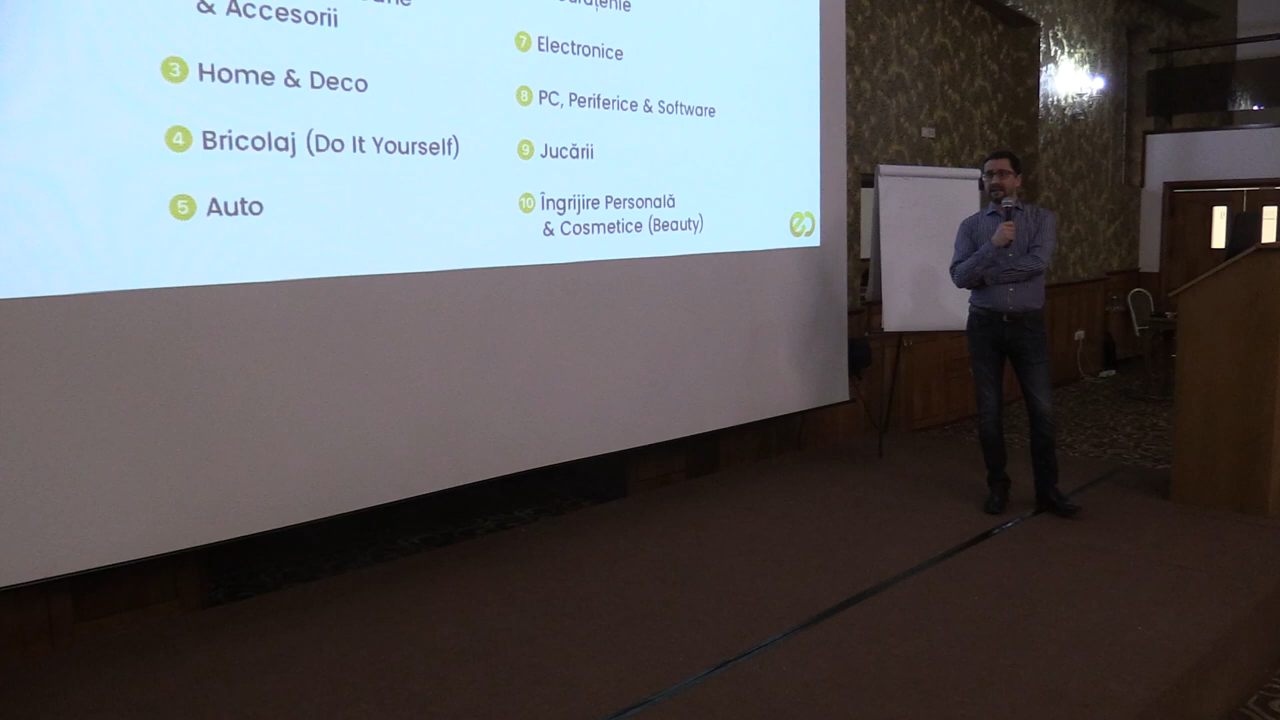 & Accesorii
3 Home & Deco
4 Bricolaj (Do It Yourself)
5 Auto
7 Electronice
8 PC, Periferice & Software
9 Jucării
10 Îngrijire Personală
& Cosmetice (Beauty)